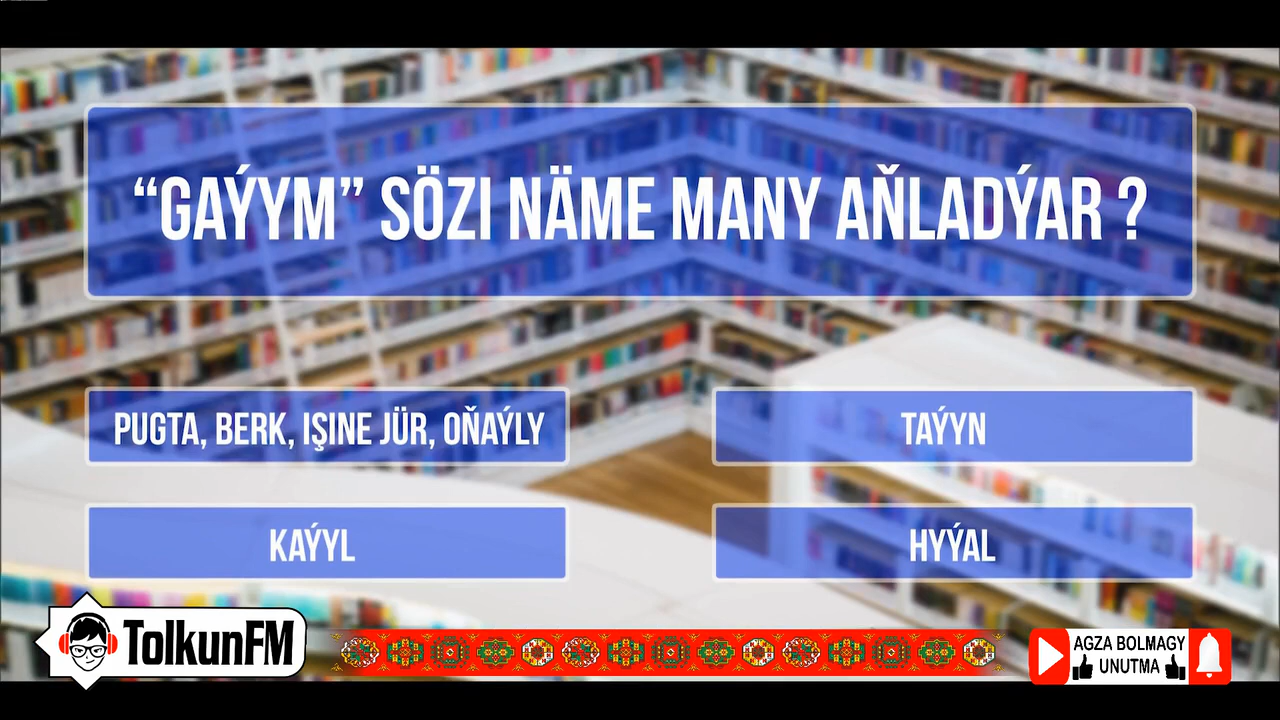 “GAÝYM” SÖZI NÄME MANY AŇLADÝAR ?
PUGTA, BERK, IŞINE JÜR, OŇAÝLY
TAÝYN
KAÝYL
HYÝAL
TolkunFM
AGZA BOLMAGY
UNUTMA